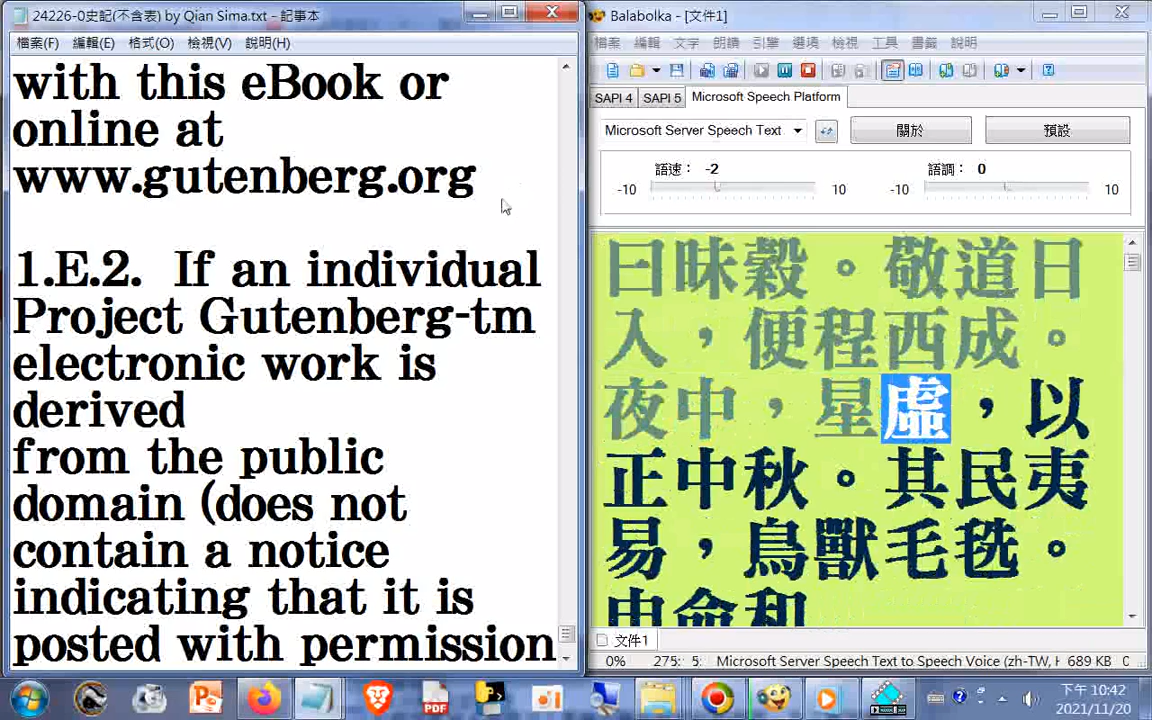 24226-0史記(不含表) by Qian Sima.txt - 記事本
檔案(F) 編輯(E) 格式(O) 檢視(V) 說明(H)
with this eBook or
online at
www.gutenberg.org
1.E.2. If an individual
Project Gutenberg-tm
electronic work is
derived
from the public
domain (does not
contain a notice
indicating that it is
posted with permission
Balabolka - [文件1]
檔案 編輯 文字 朗讀 引擎 選項 檢視 工具 書籤 說明
SAPI 4 SAPI 5 Microsoft Speech Platform
Microsoft Server Speech Text 關於 預設
語速： -2 語調： 0
-10 10 -10 10
曰昧穀。敬道日
入，便程西成。
夜中，星虛，以
正中秋。其民夷
易，鳥獸毛毨。
申命和
文件1
0% 275: 5: Microsoft Server Speech Text to Speech Voice (zh-TW, H 689 KB
PDF
下午 10:42
2021/11/20